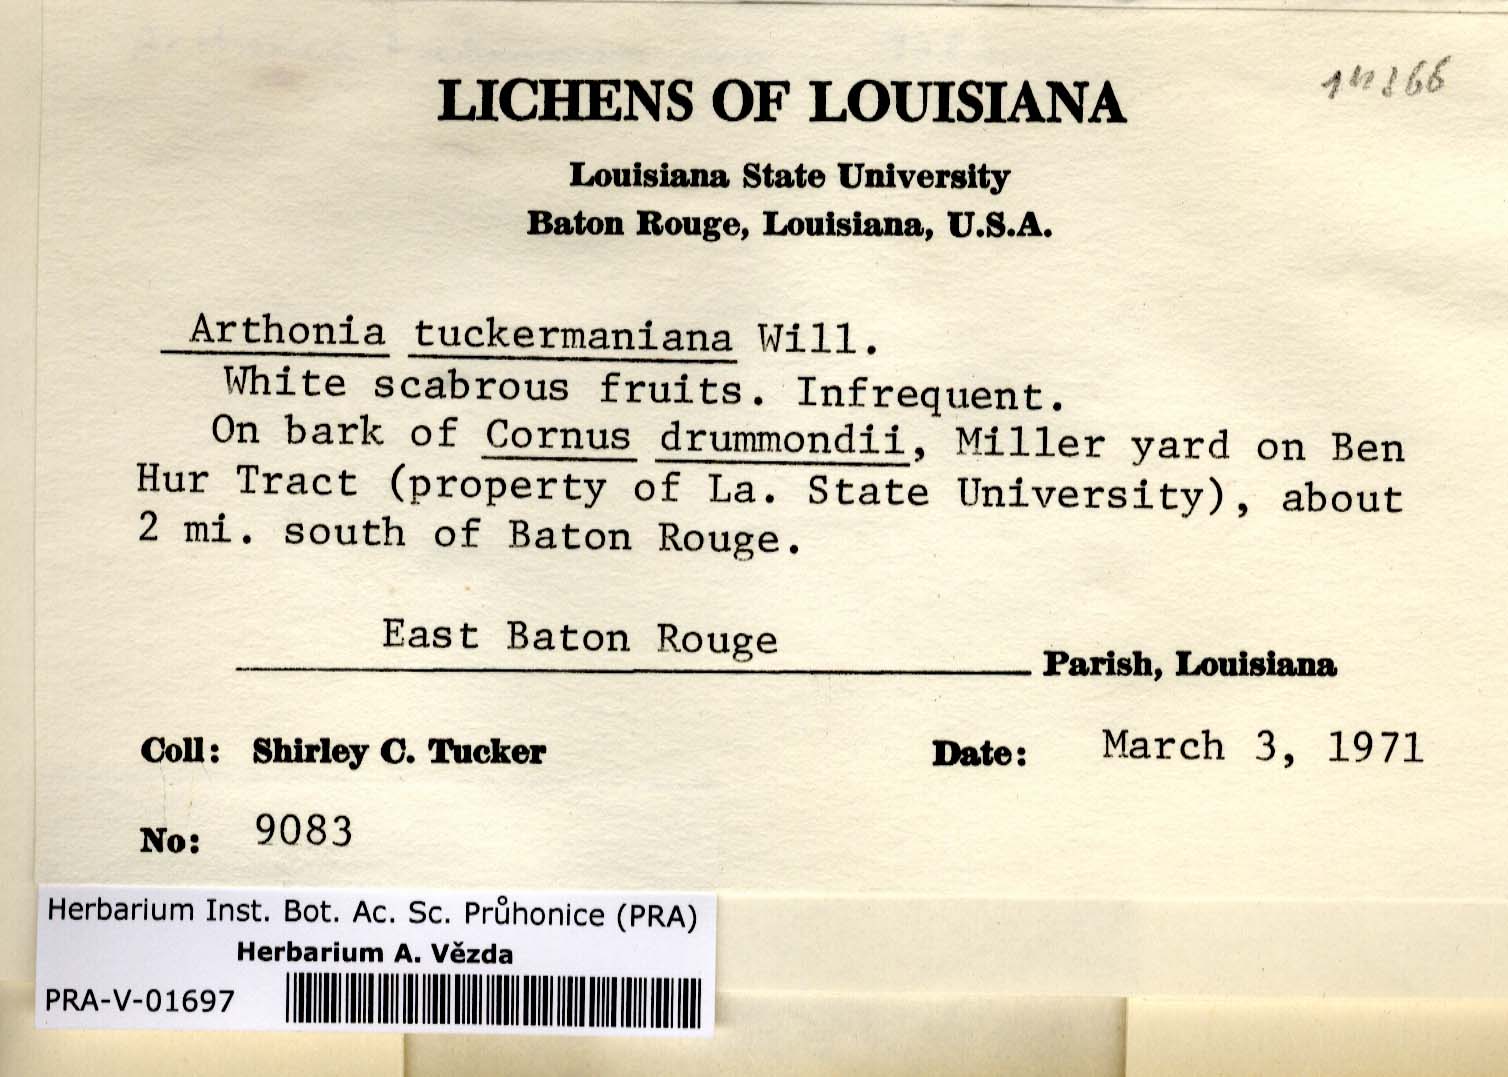 LICHENS OF LOUISIANA
Louisiana State University
Baton Rouge, Louisiana, U.S.A.
Arthonia tuckermaniana Will.
White scabrous fruits. Infrequent.
On bark of Cornus drummondii, Miller yard on Ben
Hur Tract (property of La. State University), about
2 mi. south of Baton Rouge.
East Baton Rouge Parish, Louisiana
Coll: Shirley C. Tucker Date: March 3, 1971
No: 9083
Herbarium Inst. Bot. Ac. Sc. Průhonice (PRA)
Herbarium A. Vězda
PRA-V-01697